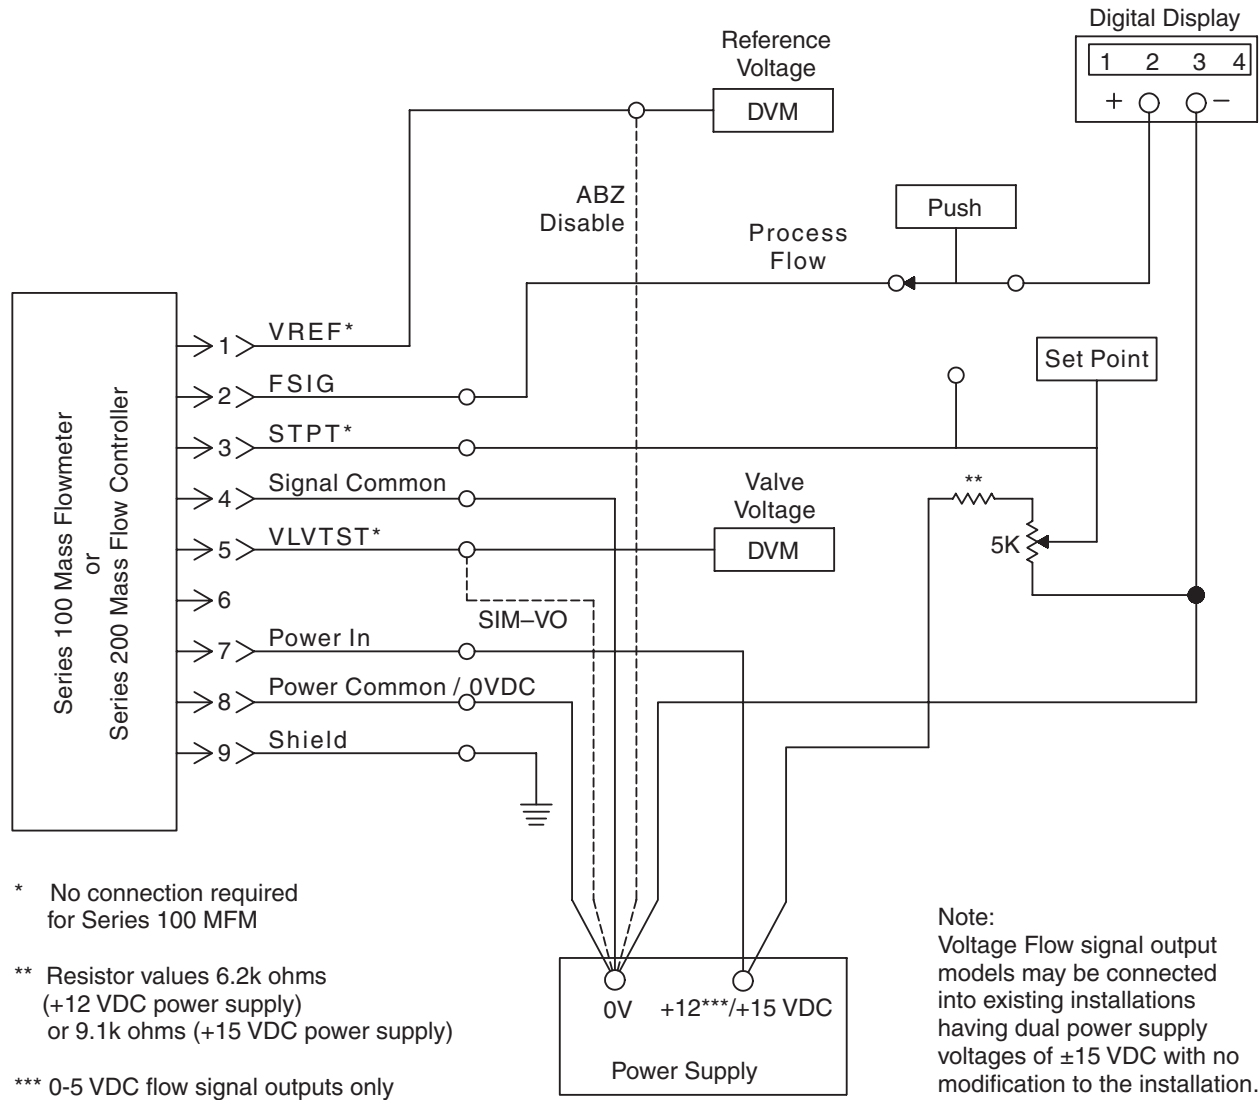 Digital Display
1 2 3 4
+ −
Reference
Voltage
DVM
ABZ
Disable
Push
Process
Flow
Set Point
Series 100 Mass Flowmeter
or
Series 200 Mass Flow Controller
1 VREF*
2 FSIG
3 STPT*
4 Signal Common
5 VLVTST*
6
7 Power In
8 Power Common / 0VDC
9 Shield
Valve
Voltage
DVM
**
5K
SIM–VO
0V +12***/+15 VDC
Power Supply
* No connection required
for Series 100 MFM
** Resistor values 6.2k ohms
(+12 VDC power supply)
or 9.1k ohms (+15 VDC power supply)
*** 0-5 VDC flow signal outputs only
Note:
Voltage Flow signal output
models may be connected
into existing installations
having dual power supply
voltages of ±15 VDC with no
modification to the installation.